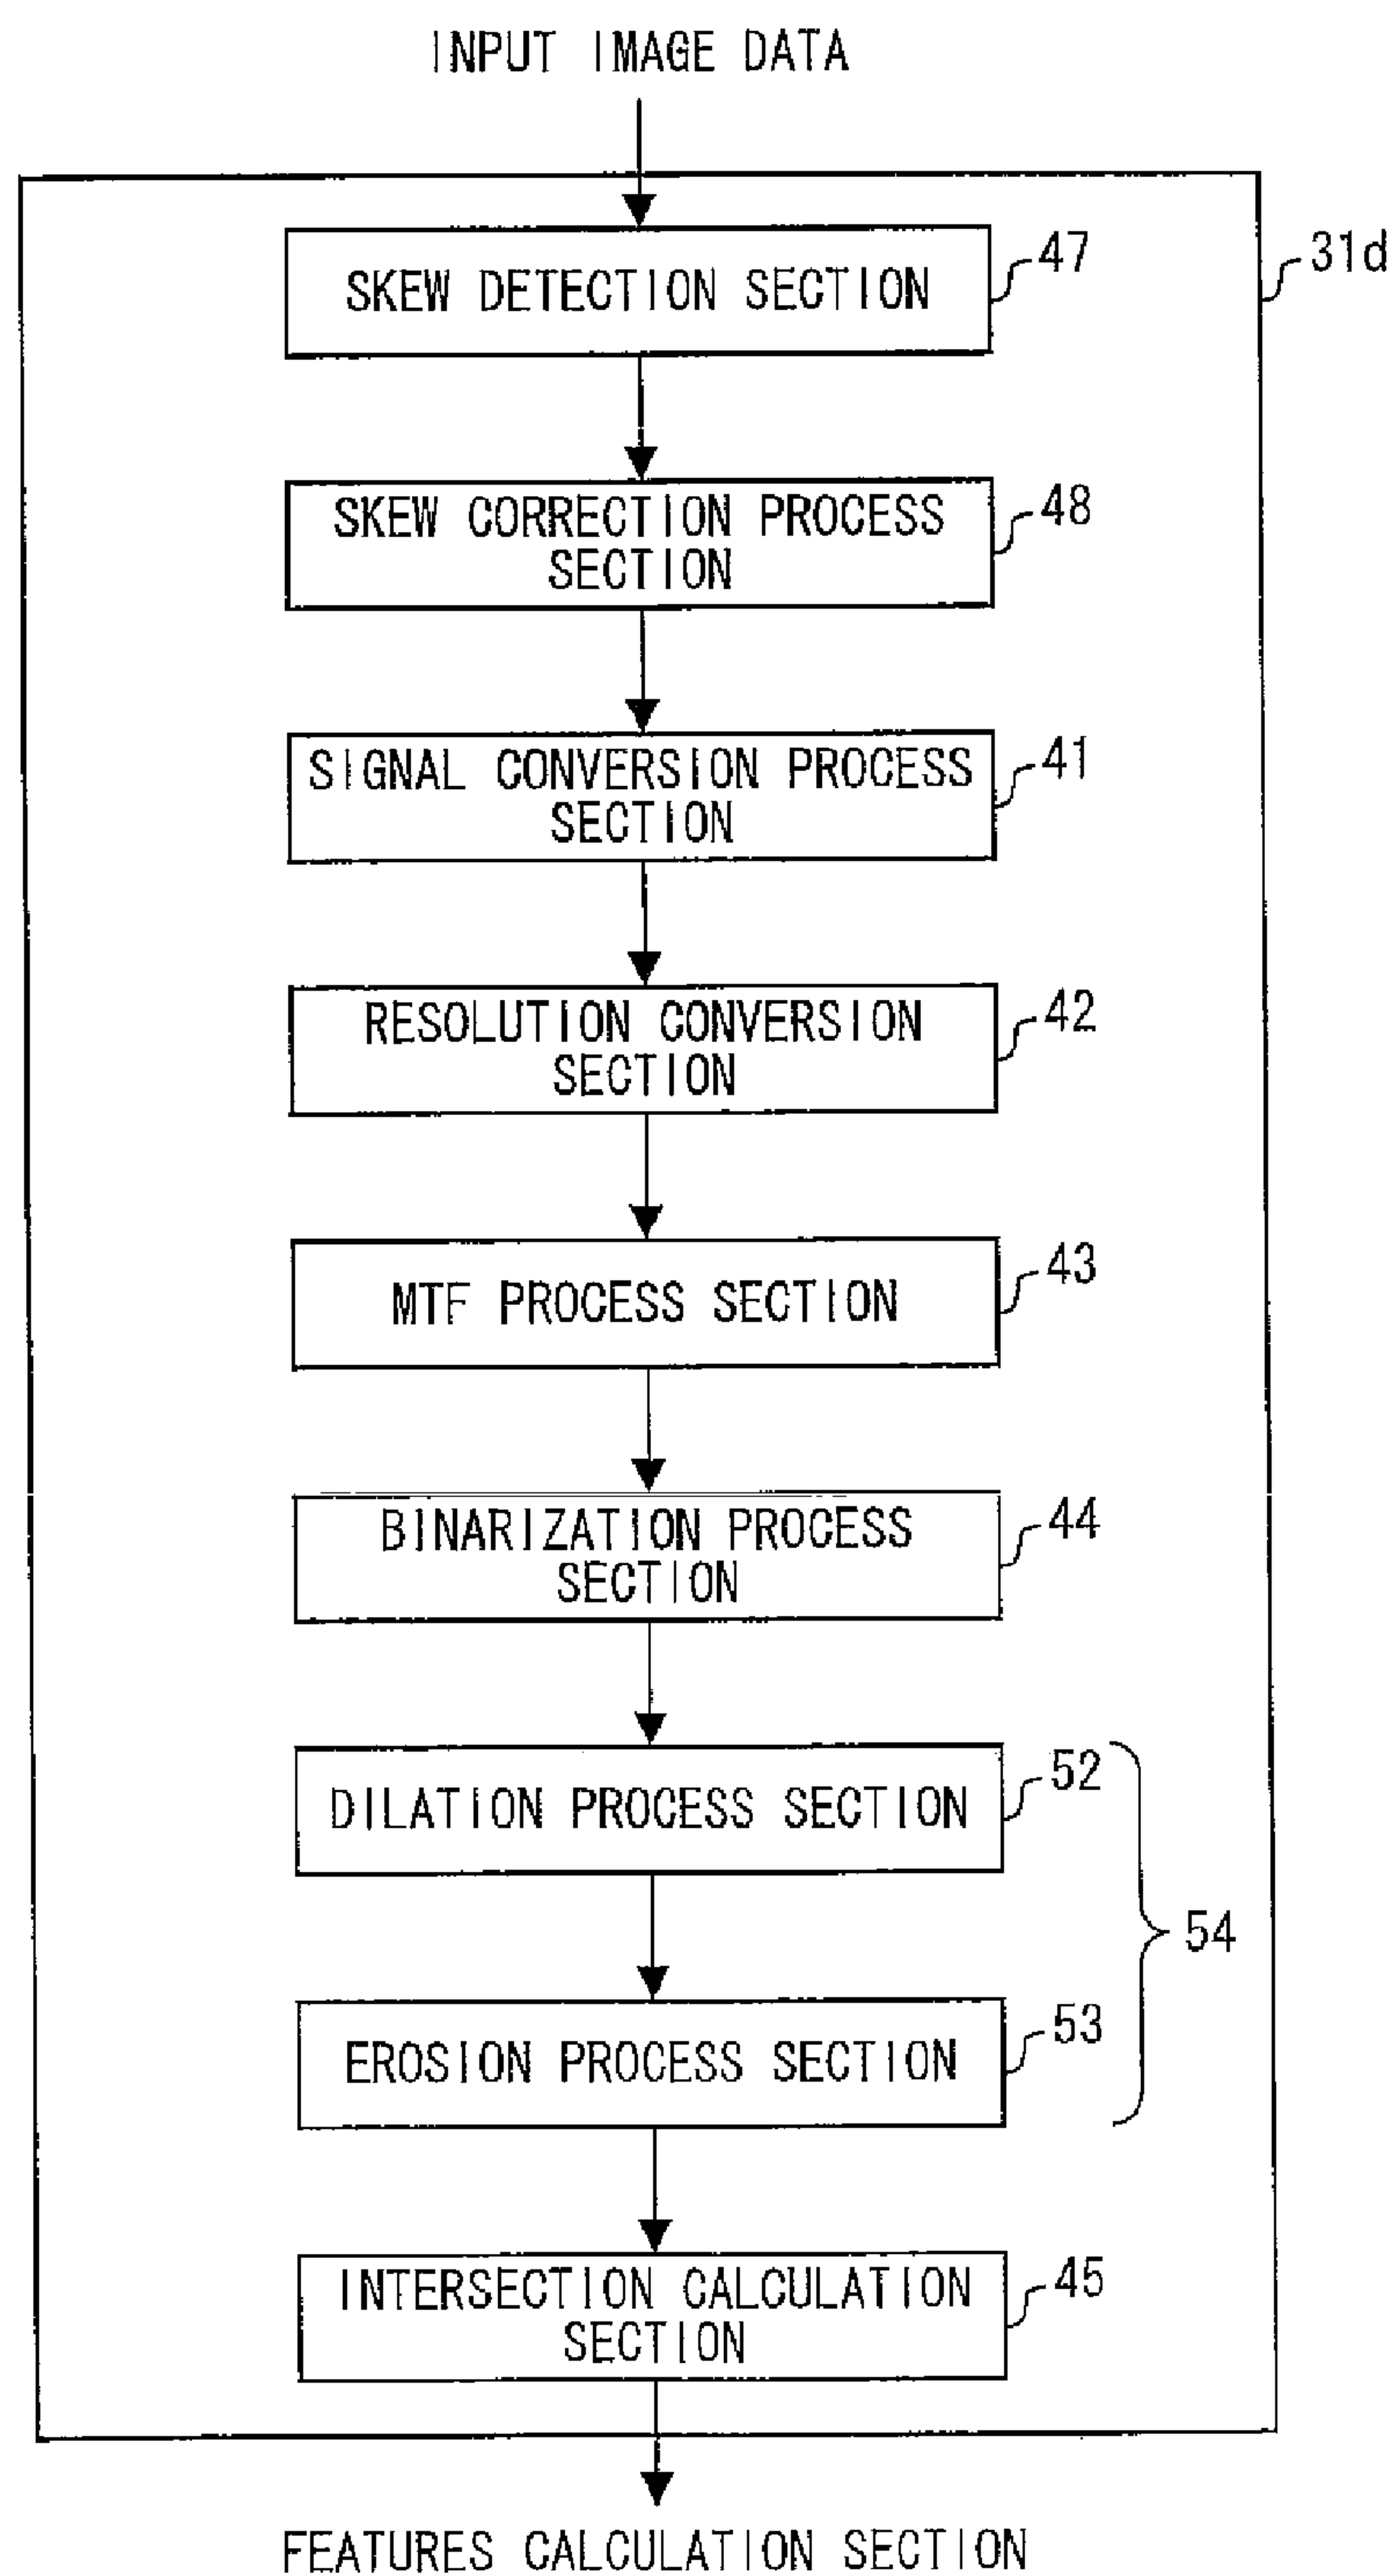 INPUT IMAGE DATA
31d
SKEW DETECTION SECTION
47
SKEW CORRECTION PROCESS
SECTION
48
SIGNAL CONVERSION PROCESS
SECTION
41
RESOLUTION CONVERSION
SECTION
42
MTF PROCESS SECTION
43
BINARIZATION PROCESS
SECTION
44
DILATION PROCESS SECTION
52
54
EROSION PROCESS SECTION
53
INTERSECTION CALCULATION
SECTION
45
FEATURES CALCULATION SECTION